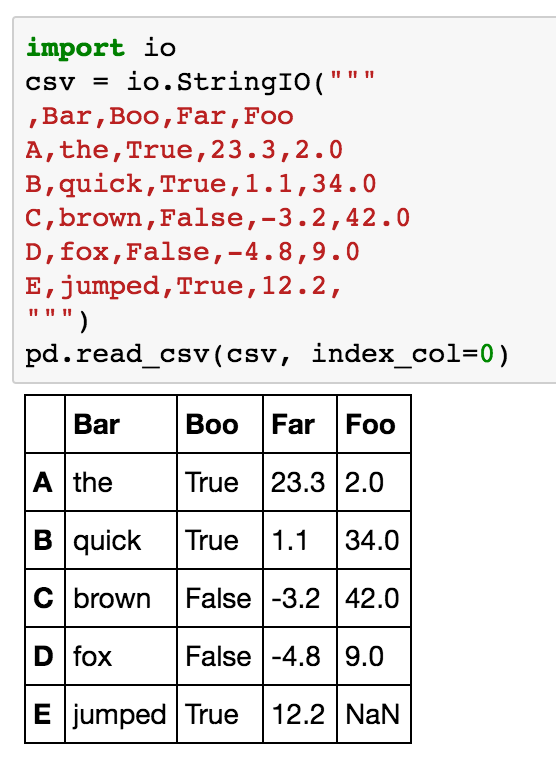 import io
csv = io.StringIO("""
,Bar,Boo,Far,Foo
A,the,True,23.3,2.0
B,quick,True,1.1,34.0
C,brown,False,-3.2,42.0
D,fox,False,-4.8,9.0
E,jumped,True,12.2,
""")
pd.read_csv(csv, index_col=0)
Bar Boo Far Foo
A the True 23.3 2.0
B quick True 1.1 34.0
C brown False -3.2 42.0
D fox False -4.8 9.0
E jumped True 12.2 NaN